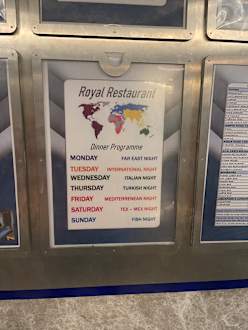 Royal Restaurant
Dinner Programme
MONDAY FAR EAST NIGHT
TUESDAY INTERNATIONAL NIGHT
WEDNESDAY ITALIAN NIGHT
THURSDAY TURKISH NIGHT
FRIDAY MEDITERRENEAN NIGHT
SATURDAY TEX - MEX NIGHT
SUNDAY FISH NIGHT